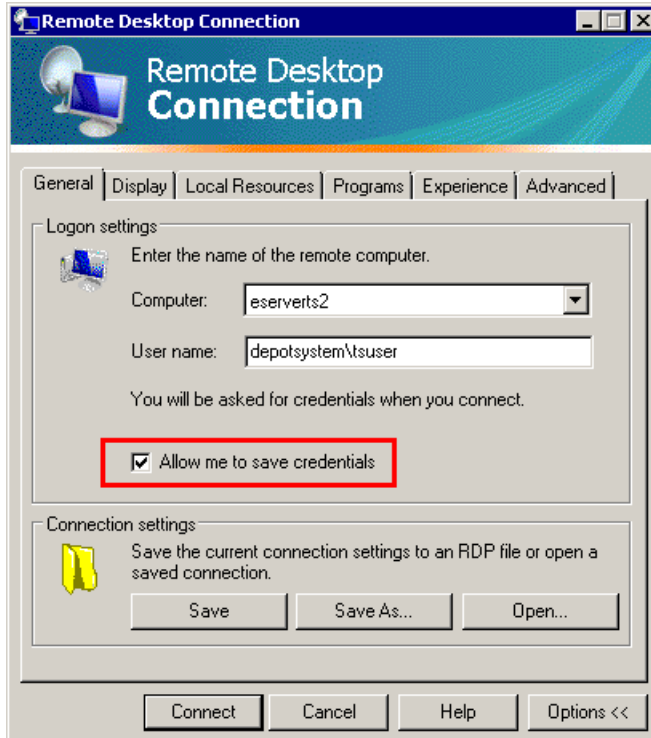 Remote Desktop Connection
Remote Desktop
Connection
General Display Local Resources Programs Experience Advanced
Logon settings
Enter the name of the remote computer.
Computer: eserverts2
User name: depotsystem\tsuser
You will be asked for credentials when you connect.
Allow me to save credentials
Connection settings
Save the current connection settings to an RDP file or open a
saved connection.
Save Save As... Open...
Connect Cancel Help Options <<